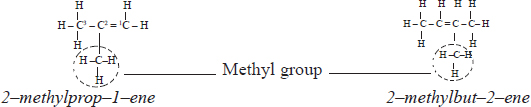 H H
H–C³–C²=¹C–H
H
H–C–H
H
Methyl group
2–methylprop–1–ene
H H H H
H–C–C=C–C–H
H H
H–C–H
H
2–methylbut–2–ene